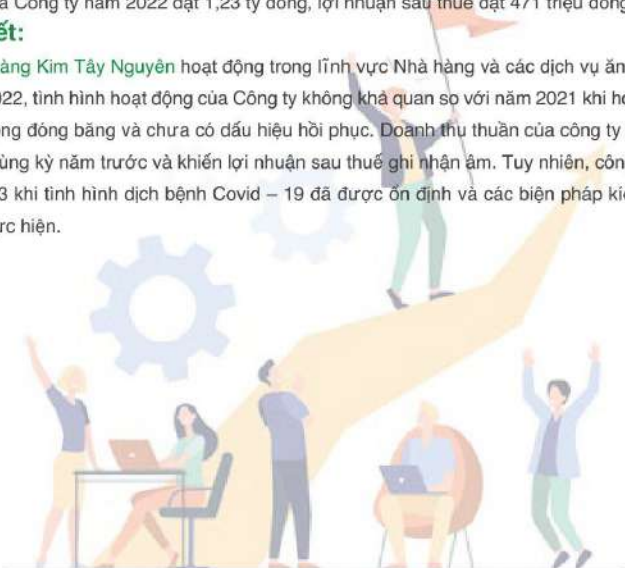 a Công ty năm 2022 đạt 1,23 tỷ đồng, lợi nhuận sau thuế đạt 471 triệu đồng
ết:
àng Kim Tây Nguyên hoạt động trong lĩnh vực Nhà hàng và các dịch vụ ăn
022, tình hình hoạt động của Công ty không khả quan so với năm 2021 khi ho
ng đóng băng và chưa có dấu hiệu hồi phục. Doanh thu thuần của công ty
ùng kỳ năm trước và khiến lợi nhuận sau thuế ghi nhận âm. Tuy nhiên, côn
3 khi tình hình dịch bệnh Covid – 19 đã được ổn định và các biện pháp kíc
ực hiện.